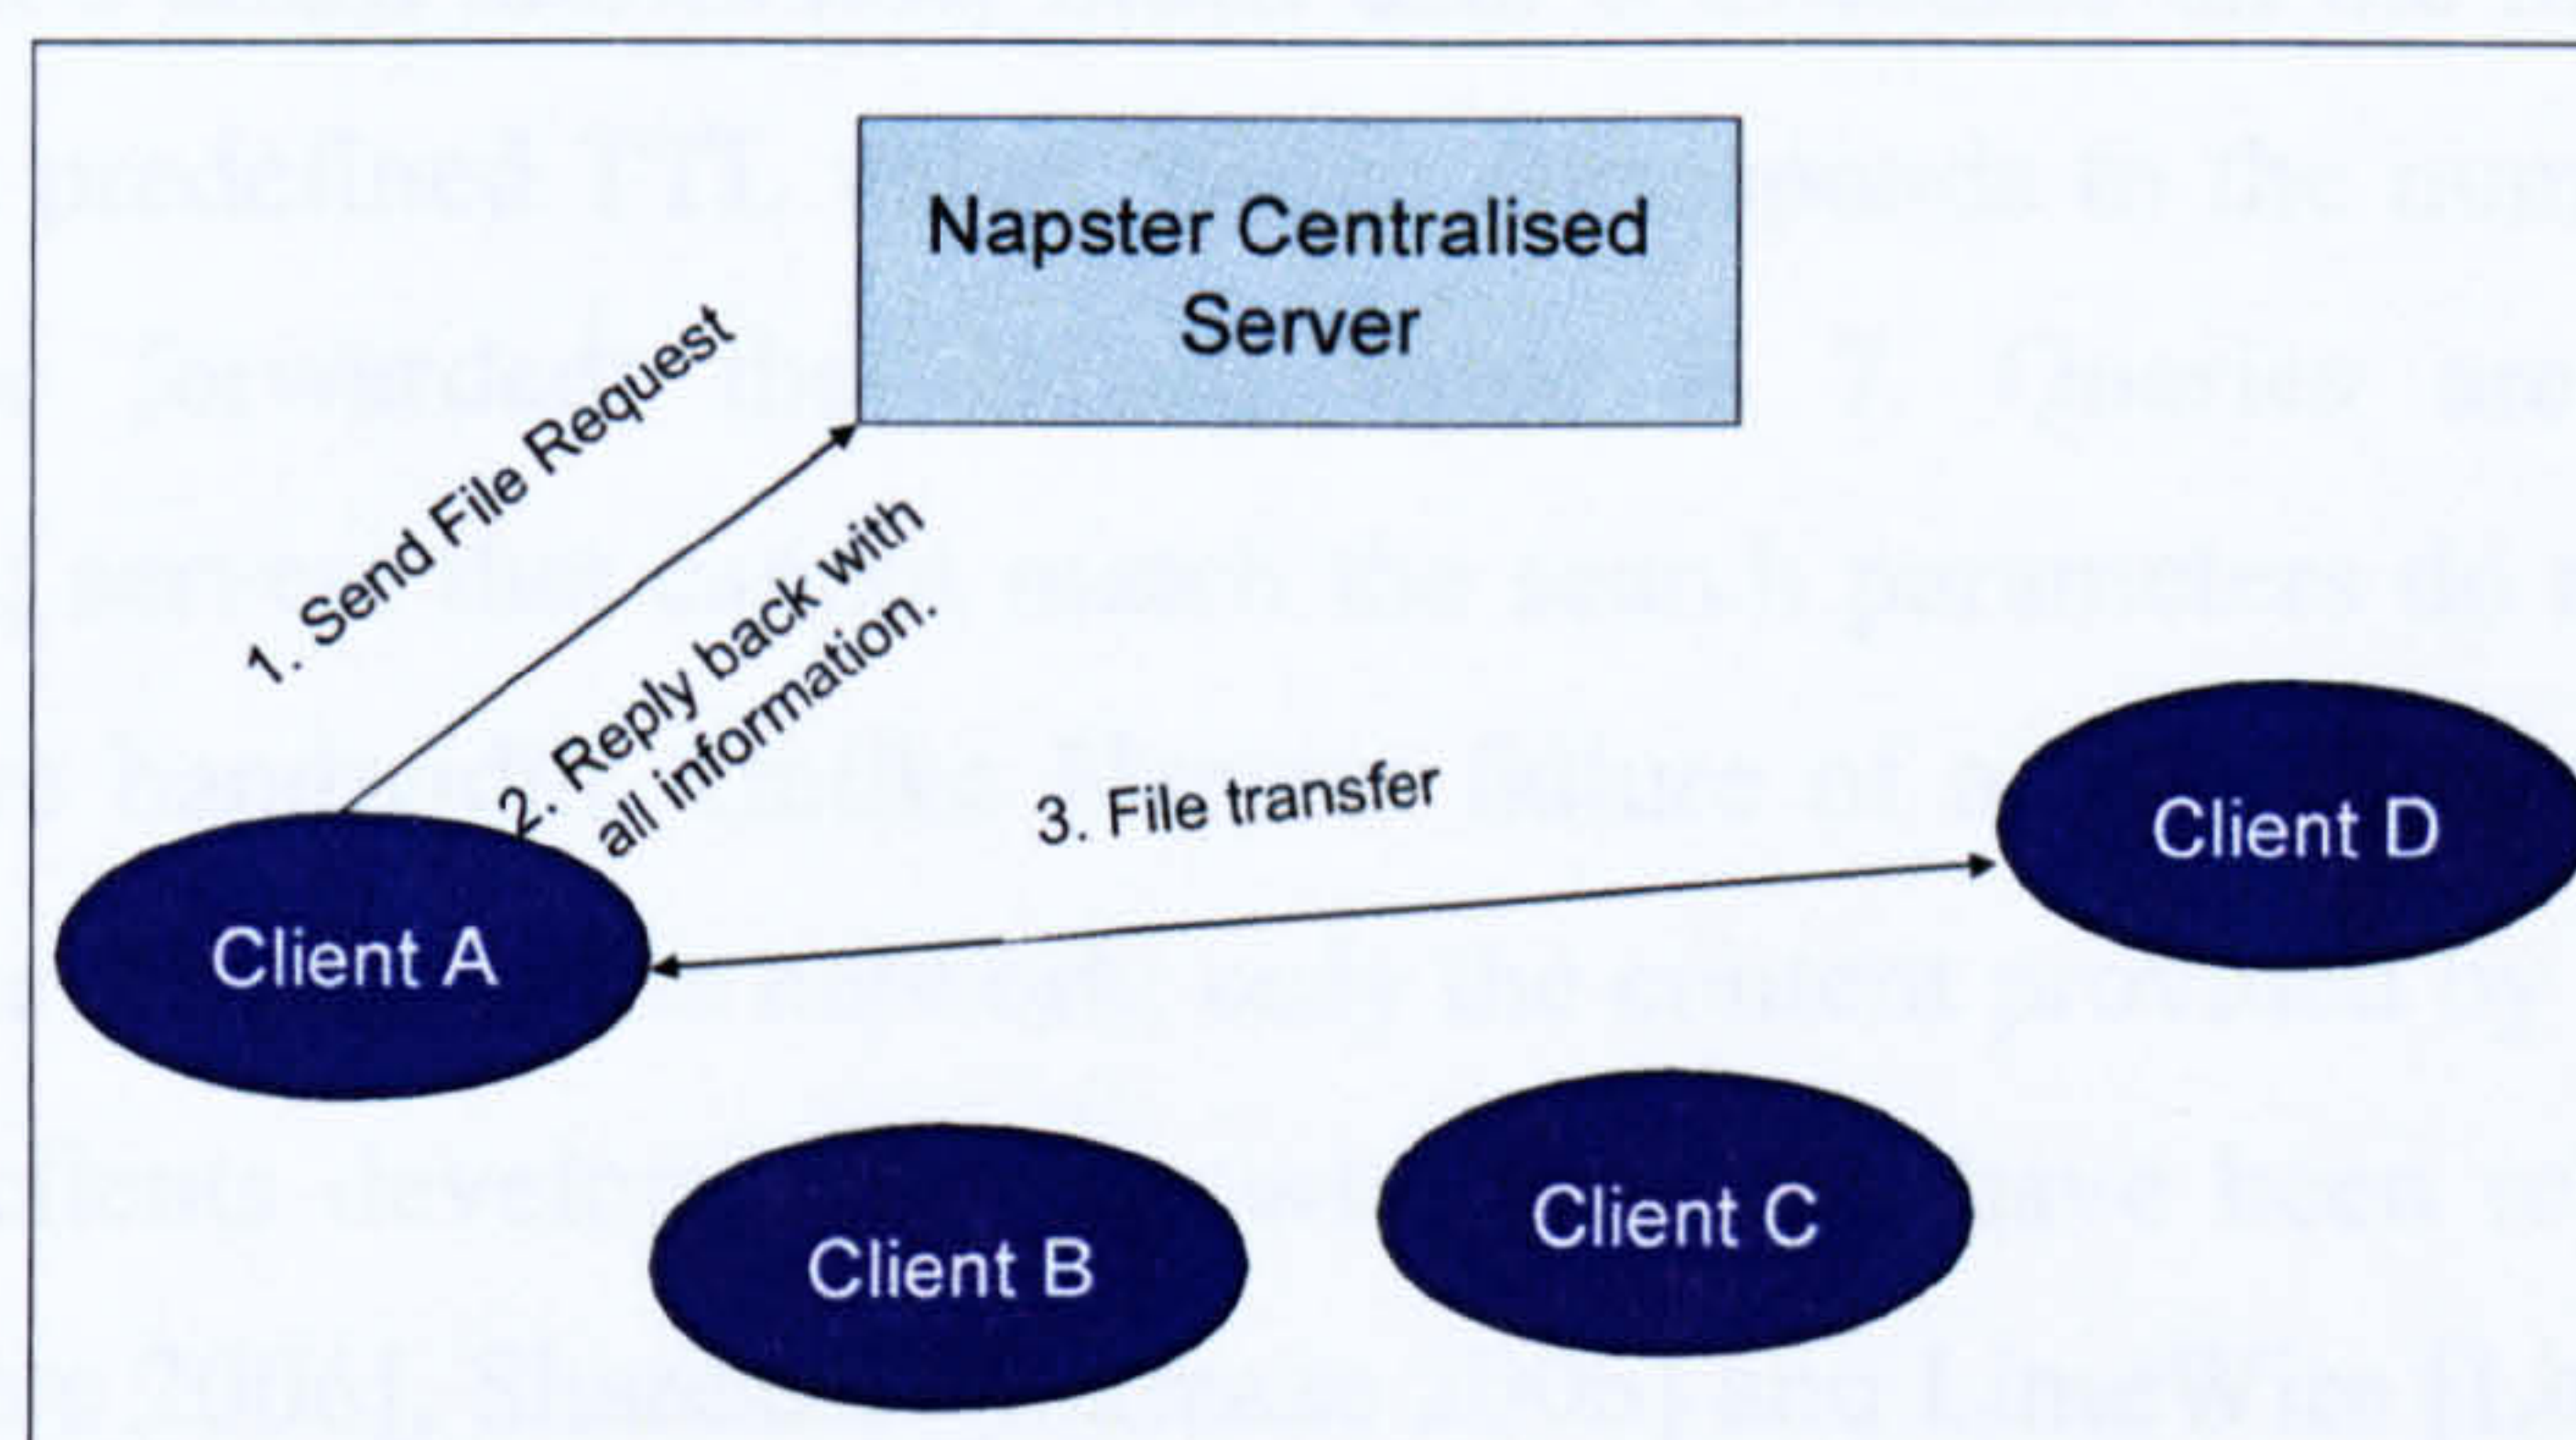 Napster Centralised
Server
1. Send File Request
2. Reply back with
all information.
3. File transfer
Client D
Client A
Client C
Client B